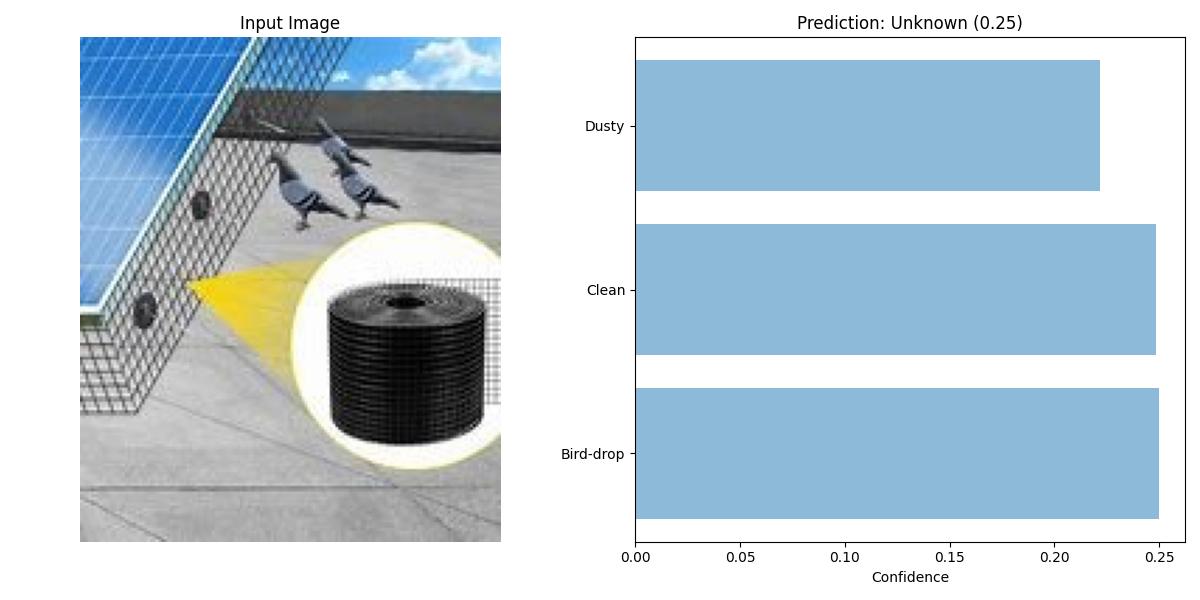 Input Image
Prediction: Unknown (0.25)
Dusty
Clean
Bird-drop
0.00 0.05 0.10 0.15 0.20 0.25
Confidence